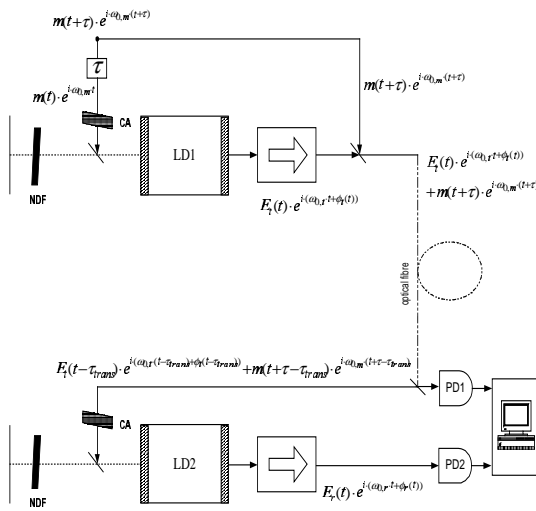 m(t+τ)·e^{i·ω_{0,m}·(t+τ)}
τ
m(t)·e^{i·ω_{0,m}t}
CA
m(t+τ)·e^{i·ω_{0,m}·(t+τ)}
LD1
NDF
E_t(t)·e^{i·(ω_{0,t}·t+ϕ_t(t))}
E_t(t)·e^{i·(ω_{0,t}·t+ϕ_t(t))}
+m(t+τ)·e^{i·ω_{0,m}·(t+τ)}
optical fibre
E_t(t−τ_{trans})·e^{i·(ω_{0,t}·(t−τ_{trans})+ϕ_t(t−τ_{trans}))}+m(t+τ−τ_{trans})·e^{i·ω_{0,m}·(t+τ−τ_{trans})}
PD1
CA
LD2
PD2
NDF
E_r(t)·e^{i·(ω_{0,r}·t+ϕ_r(t))}